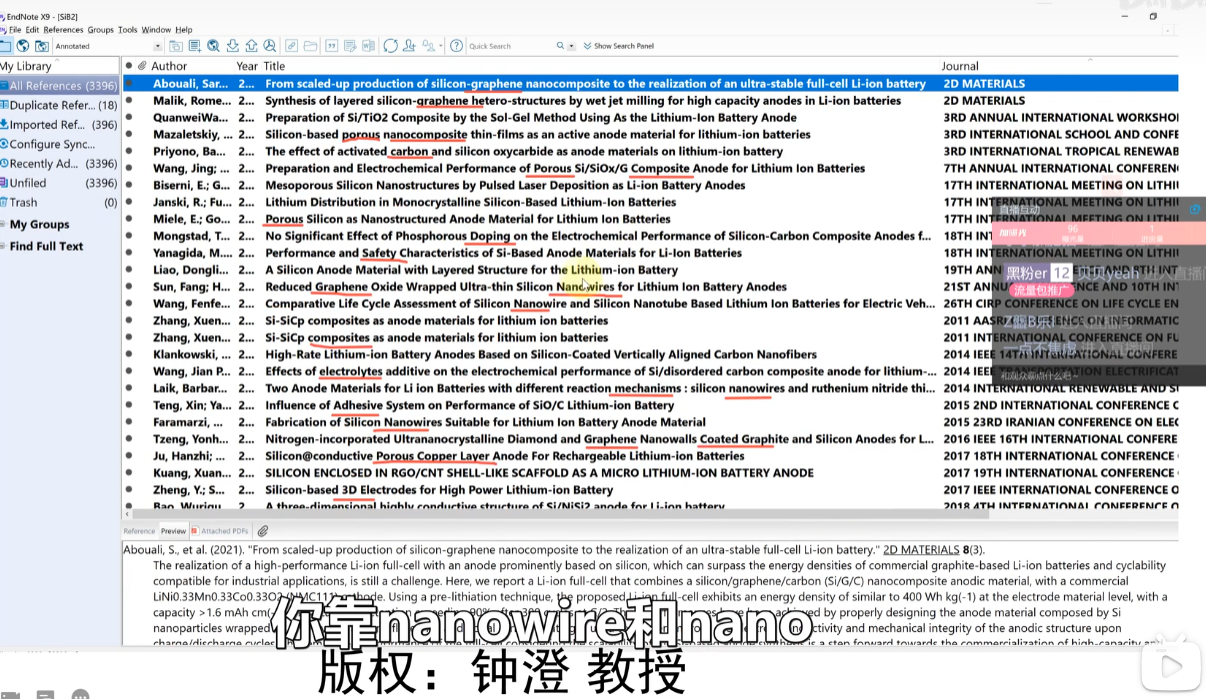 EndNote X9 - [SiB2]
File Edit References Groups Tools Window Help
Annotated
Quick Search
Show Search Panel
My Library
All References (3396)
Duplicate Refer... (18)
Imported Ref... (396)
Configure Sync...
Recently Ad... (3396)
Unfiled (3396)
Trash (0)
My Groups
Find Full Text
Author Year Title Journal
Abouali, Sar... 2... From scaled-up production of silicon-graphene nanocomposite to the realization of an ultra-stable full-cell Li-ion battery 2D MATERIALS
Malik, Rome... 2... Synthesis of layered silicon-graphene hetero-structures by wet jet milling for high capacity anodes in Li-ion batteries 2D MATERIALS
QuanweiWa... 2... Preparation of Si/TiO2 Composite by the Sol-Gel Method Using As the Lithium-Ion Battery Anode 3RD ANNUAL INTERNATIONAL WORKSHO
Mazaletskiy, ... 2... Silicon-based porous nanocomposite thin-films as an active anode material for lithium-ion batteries 3RD INTERNATIONAL SCHOOL AND CONFE
Priyono, Ba... 2... The effect of activated carbon and silicon oxycarbide as anode materials on lithium-ion battery 3RD INTERNATIONAL TROPICAL RENEWAB
Wang, Jing; ... 2... Preparation and Electrochemical Performance of Porous Si/SiOx/G Composite Anode for Lithium Ion Batteries 7TH ANNUAL INTERNATIONAL CONFEREN
Biserni, E.; G... 2... Mesoporous Silicon Nanostructures by Pulsed Laser Deposition as Li-ion Battery Anodes 17TH INTERNATIONAL MEETING ON LITHI
Janski, R.; Fu... 2... Lithium Distribution in Monocrystalline Silicon-Based Lithium-Ion Batteries 17TH INTERNATIONAL MEETING ON LITHI
Miele, E.; Go... 2... Porous Silicon as Nanostructured Anode Material for Lithium Ion Batteries 17TH
Mongstad, T... 2... No Significant Effect of Phosphorous Doping on the Electrochemical Performance of Silicon-Carbon Composite Anodes f... 18TH
Yanagida, M.... 2... Performance and Safety Characteristics of Si-Based Anode Materials for Li-Ion Batteries 18TH
Liao, Dongli... 2... A Silicon Anode Material with Layered Structure for the Lithium-ion Battery 19TH
Sun, Fang; H... 2... Reduced Graphene Oxide Wrapped Ultra-thin Silicon Nanowires for Lithium Ion Battery Anodes 21ST
Wang, Fenfe... 2... Comparative Life Cycle Assessment of Silicon Nanowire and Silicon Nanotube Based Lithium Ion Batteries for Electric Veh... 26TH CIRP CONFERENCE ON LIFE CYCLE EN
Zhang, Xuen... 2... Si-SiCp composites as anode materials for lithium ion batteries 2011
Zhang, Xuen... 2... Si-SiCp composites as anode materials for lithium ion batteries 2011 INTERNATIONAL CONFERENCE ON FU
Klankowski, ... 2... High-Rate Lithium-ion Battery Anodes Based on Silicon-Coated Vertically Aligned Carbon Nanofibers 2014 IEEE 14TH INTERNATIONAL CONFERE
Wang, Jian P... 2... Effects of electrolytes additive on the electrochemical performance of Si/disordered carbon composite anode for lithium-... 2014 IEEE TRANSPORTATION ELECTRIFICAT
Laik, Barbar... 2... Two Anode Materials for Li ion Batteries with different reaction mechanisms : silicon nanowires and ruthenium nitride thi... 2014 INTERNATIONAL RENEWABLE AND SU
Teng, Xin; Ya... 2... Influence of Adhesive System on Performance of SiO/C Lithium-ion Battery 2015 2ND INTERNATIONAL CONFERENCE C
Faramarzi, ... 2... Fabrication of Silicon Nanowires Suitable for Lithium Ion Battery Anode Material 2015 23RD IRANIAN CONFERENCE ON ELEC
Tzeng, Yonh... 2... Nitrogen-incorporated Ultrananocrystalline Diamond and Graphene Nanowalls Coated Graphite and Silicon Anodes for L... 2016 IEEE 16TH INTERNATIONAL CONFERE
Ju, Hanzhi; ... 2... Silicon@conductive Porous Copper Layer Anode For Rechargeable Lithium-ion Batteries 2017 18TH INTERNATIONAL CONFERENCE
Kuang, Xuan... 2... SILICON ENCLOSED IN RGO/CNT SHELL-LIKE SCAFFOLD AS A MICRO LITHIUM-ION BATTERY ANODE 2017 19TH INTERNATIONAL CONFERENCE
Zheng, Y.; S... 2... Silicon-based 3D Electrodes for High Power Lithium-ion Battery 2017 IEEE INTERNATIONAL CONFERENCE O
Bao, Wurigu... 2... A three-dimensional highly conductive structure of Si/NiSi2 anode for Li-ion battery 2018 4TH INTERNATIONAL CONFERENCE O
直播互动
加油队
96
1
黑粉er 12 贝贝yeah 进入直播间
流量包推广
一点不焦虑 进入直播间
和观众聊点什么吧~
Reference Preview Attached PDFs
Abouali, S., et al. (2021). "From scaled-up production of silicon-graphene nanocomposite to the realization of an ultra-stable full-cell Li-ion battery." 2D MATERIALS 8(3).
The realization of a high-performance Li-ion full-cell with an anode prominently based on silicon, which can surpass the energy densities of commercial graphite-based Li-ion batteries and cyclability
compatible for industrial applications, is still a challenge. Here, we report a Li-ion full-cell that combines a silicon/graphene/carbon (Si/G/C) nanocomposite anodic material, with a commercial
LiNi0.33Mn0.33Co0.33O2 (NMC111) cathode. Using a pre-lithiation technique, the proposed Li-ion full-cell exhibits an energy density of similar to 400 Wh kg(-1) at the electrode material level, with a
capacity >1.6 mAh cm(- achieved by properly designing the anode material composed by Si
nanoparticles wrapped conductivity and mechanical integrity of the anodic structure upon
charge/discharge cycles is a step forward towards the commercialization of high-capacity and
你靠nanowire和nano
版权：钟澄 教授